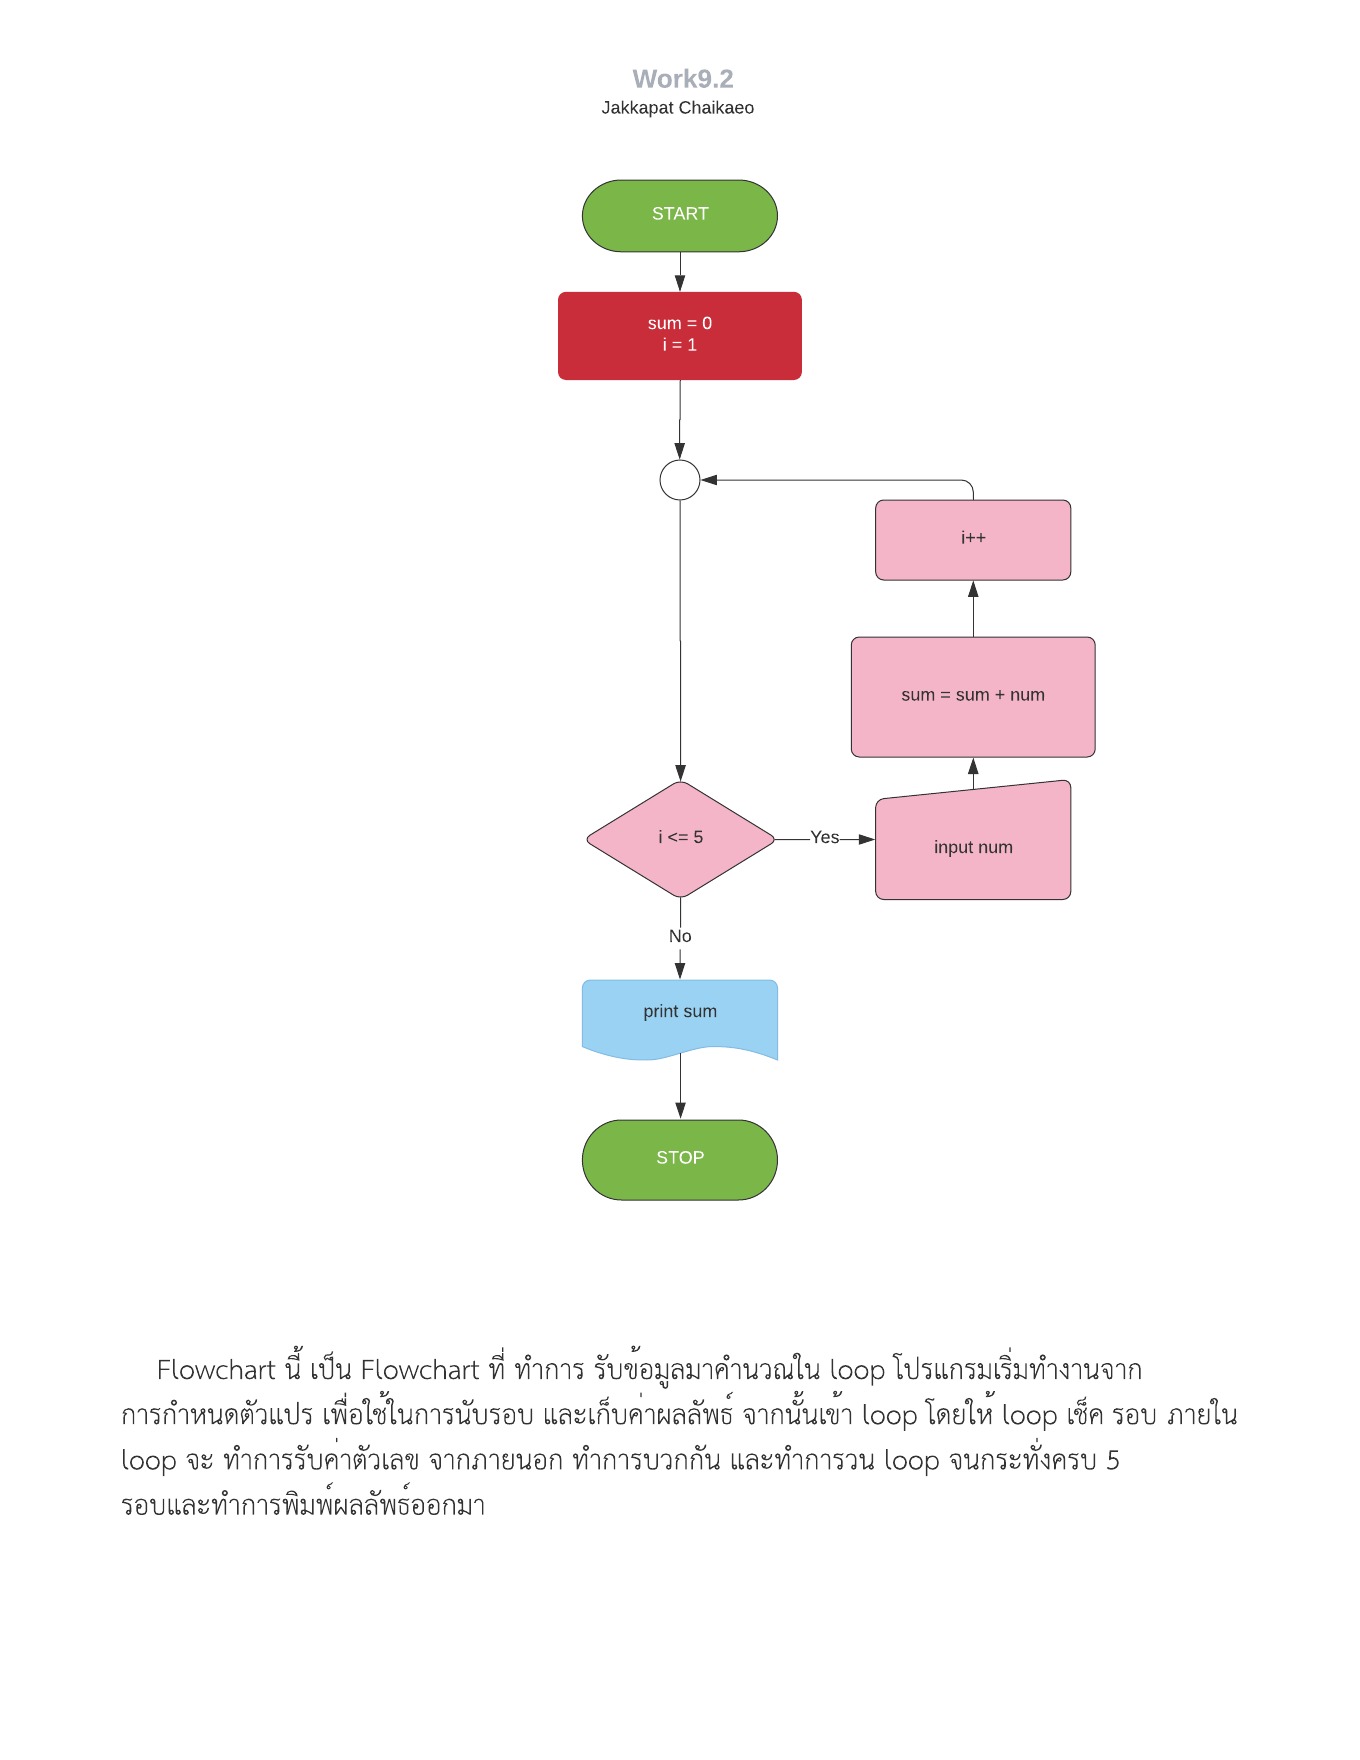 Work9.2
Jakkapat Chaikaeo
START
sum = 0
i = 1
i++
sum = sum + num
input num
i <= 5
Yes
No
print sum
STOP
Flowchart นี้ เป็น Flowchart ที่ ทำการ รับข้อมูลมาคำนวณใน loop โปรแกรมเริ่มทำงานจาก
การกำหนดตัวแปร เพื่อใช้ในการนับรอบ และเก็บค่าผลลัพธ์ จากนั้นเข้า loop โดยให้ loop เช็ค รอบ ภายใน
loop จะ ทำการรับค่าตัวเลข จากภายนอก ทำการบวกกัน และทำการวน loop จนกระทั่งครบ 5
รอบและทำการพิมพ์ผลลัพธ์ออกมา